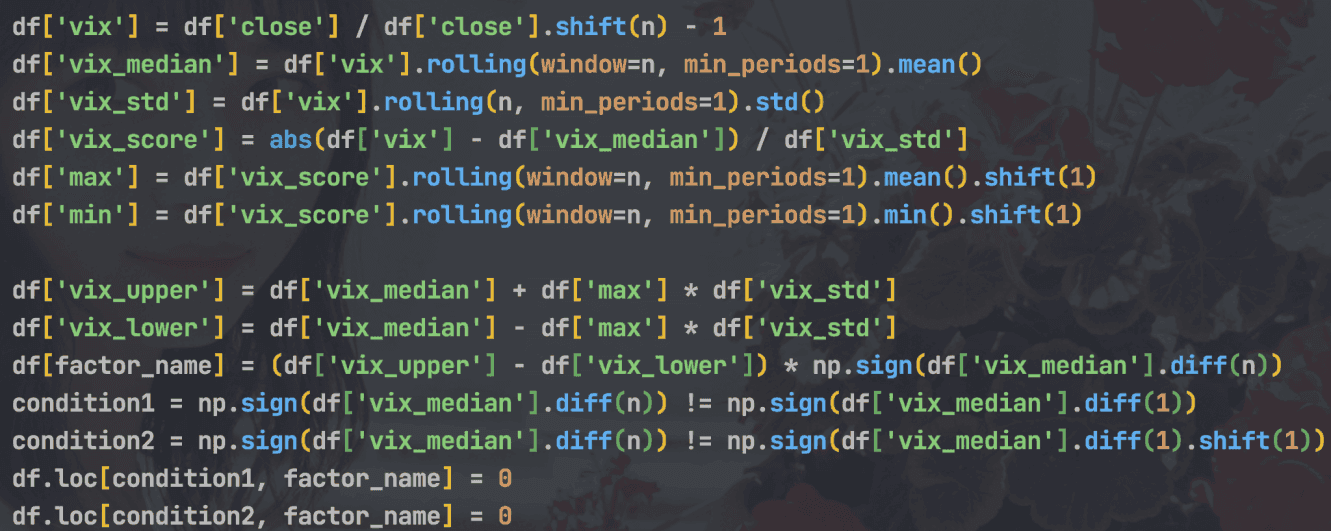 df['vix'] = df['close'] / df['close'].shift(n) - 1
df['vix_median'] = df['vix'].rolling(window=n, min_periods=1).mean()
df['vix_std'] = df['vix'].rolling(n, min_periods=1).std()
df['vix_score'] = abs(df['vix'] - df['vix_median']) / df['vix_std']
df['max'] = df['vix_score'].rolling(window=n, min_periods=1).mean().shift(1)
df['min'] = df['vix_score'].rolling(window=n, min_periods=1).min().shift(1)
df['vix_upper'] = df['vix_median'] + df['max'] * df['vix_std']
df['vix_lower'] = df['vix_median'] - df['max'] * df['vix_std']
df[factor_name] = (df['vix_upper'] - df['vix_lower']) * np.sign(df['vix_median'].diff(n))
condition1 = np.sign(df['vix_median'].diff(n)) != np.sign(df['vix_median'].diff(1))
condition2 = np.sign(df['vix_median'].diff(n)) != np.sign(df['vix_median'].diff(1).shift(1))
df.loc[condition1, factor_name] = 0
df.loc[condition2, factor_name] = 0